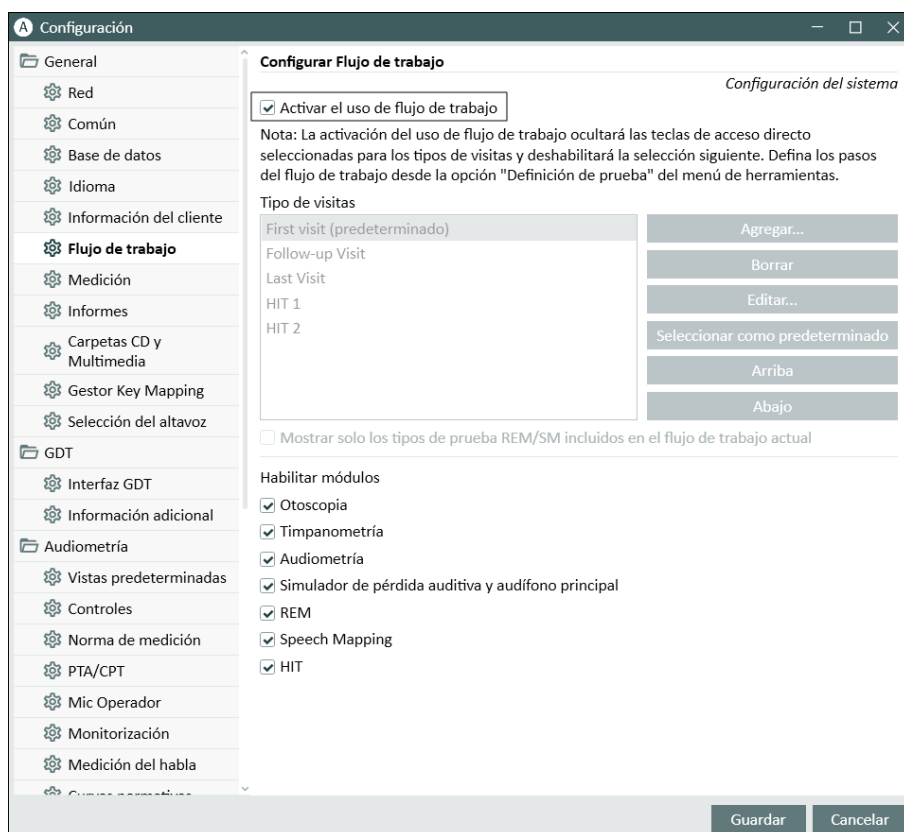 A Configuración
General
Red
Común
Base de datos
Idioma
Información del cliente
Flujo de trabajo
Medición
Informes
Carpetas CD y
Multimedia
Gestor Key Mapping
Selección del altavoz
GDT
Interfaz GDT
Información adicional
Audiometría
Vistas predeterminadas
Controles
Norma de medición
PTA/CPT
Mic Operador
Monitorización
Medición del habla
Configurar Flujo de trabajo
Configuración del sistema
Activar el uso de flujo de trabajo
Nota: La activación del uso de flujo de trabajo ocultará las teclas de acceso directo
seleccionadas para los tipos de visitas y deshabilitará la selección siguiente. Defina los pasos
del flujo de trabajo desde la opción "Definición de prueba" del menú de herramientas.
Tipo de visitas
First visit (predeterminado)
Follow-up Visit
Last Visit
HIT 1
HIT 2
Agregar...
Borrar
Editar...
Seleccionar como predeterminado
Arriba
Abajo
Mostrar solo los tipos de prueba REM/SM incluidos en el flujo de trabajo actual
Habilitar módulos
Otoscopia
Timpanometría
Audiometría
Simulador de pérdida auditiva y audífono principal
REM
Speech Mapping
HIT
Guardar
Cancelar